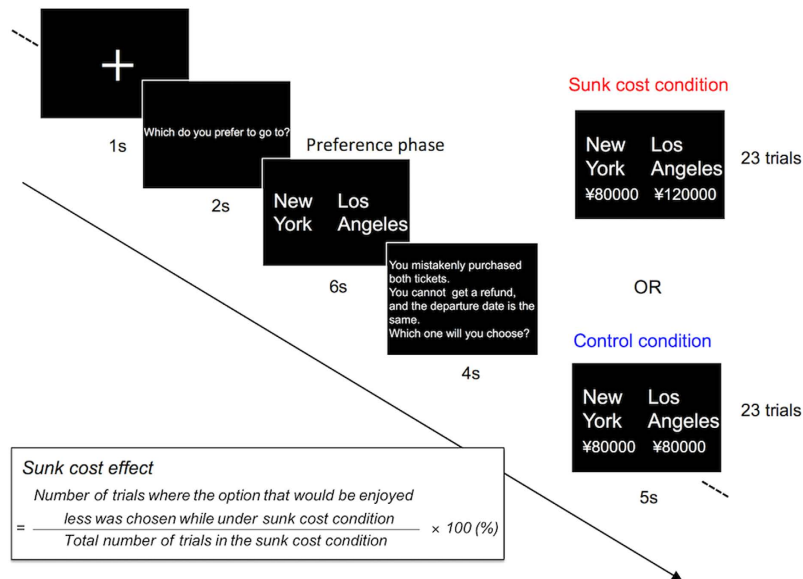 1s
Which do you prefer to go to?
2s
Preference phase
New Los
York Angeles
6s
You mistakenly purchased
both tickets.
You cannot get a refund,
and the departure date is the
same.
Which one will you choose?
4s
Sunk cost condition
New Los
York Angeles
¥80000 ¥120000
23 trials
OR
Control condition
New Los
York Angeles
¥80000 ¥80000
23 trials
5s
Sunk cost effect
Number of trials where the option that would be enjoyed
less was chosen while under sunk cost condition
= × 100 (%)
Total number of trials in the sunk cost condition